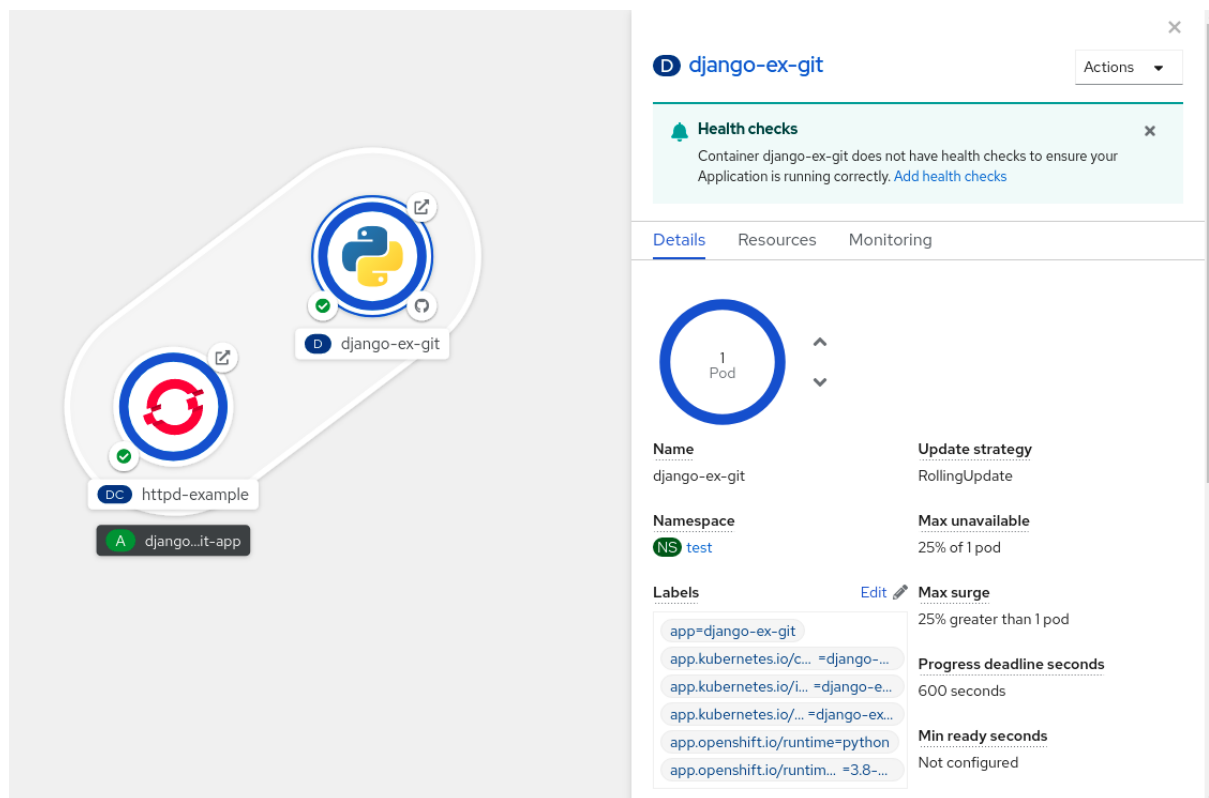 D django-ex-git
DC httpd-example
A django...it-app
D django-ex-git
Actions
Health checks
Container django-ex-git does not have health checks to ensure your
Application is running correctly. Add health checks
Details Resources Monitoring
1
Pod
Name
django-ex-git
Namespace
NS test
Labels Edit
app=django-ex-git
app.kubernetes.io/c... =django-...
app.kubernetes.io/i... =django-e...
app.kubernetes.io/... =django-ex...
app.openshift.io/runtime=python
app.openshift.io/runtim... =3.8-...
Update strategy
RollingUpdate
Max unavailable
25% of 1 pod
Max surge
25% greater than 1 pod
Progress deadline seconds
600 seconds
Min ready seconds
Not configured